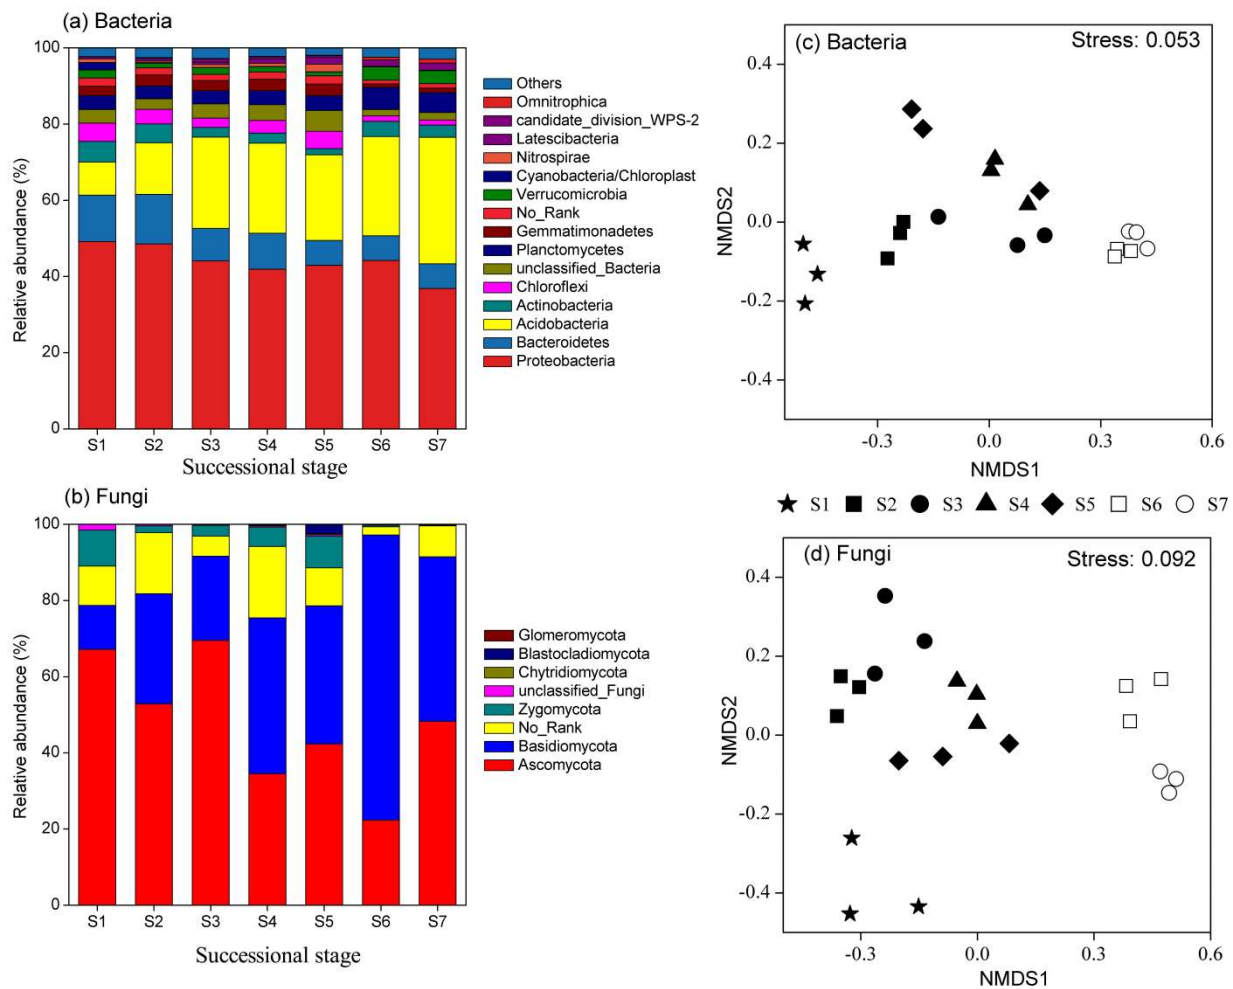 (a) Bacteria
100
80
60
40
20
0
Relative abundance (%)
S1 S2 S3 S4 S5 S6 S7
Successional stage
Others
Omnitrophica
candidate_division_WPS-2
Latescibacteria
Nitrospirae
Cyanobacteria/Chloroplast
Verrucomicrobia
No_Rank
Gemmatimonadetes
Planctomycetes
unclassified_Bacteria
Chloroflexi
Actinobacteria
Acidobacteria
Bacteroidetes
Proteobacteria
(c) Bacteria
Stress: 0.053
0.4
0.2
0.0
-0.2
-0.4
NMDS2
-0.3 0.0 0.3 0.6
NMDS1
S1 S2 S3 S4 S5 S6 S7
(b) Fungi
100
80
60
40
20
0
Relative abundance (%)
S1 S2 S3 S4 S5 S6 S7
Successional stage
Glomeromycota
Blastocladiomycota
Chytridiomycota
unclassified_Fungi
Zygomycota
No_Rank
Basidiomycota
Ascomycota
(d) Fungi
Stress: 0.092
0.4
0.2
0.0
-0.2
-0.4
NMDS2
-0.3 0.0 0.3 0.6
NMDS1